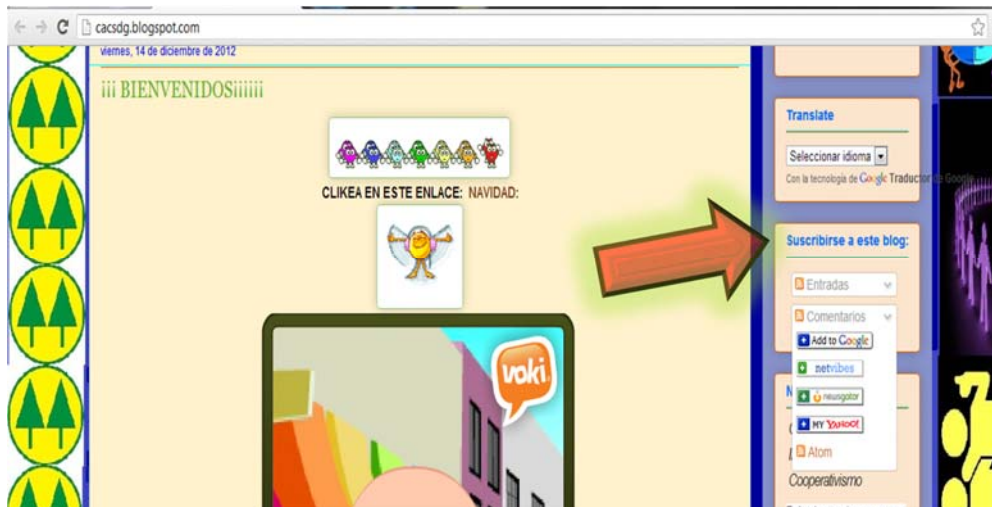 cacsdg.blogspot.com
viernes, 14 de diciembre de 2012
¡¡¡ BIENVENIDOS¡¡¡¡¡¡
CLIKEA EN ESTE ENLACE: NAVIDAD:
voki
Translate
Seleccionar idioma
Con la tecnología de Google Traductor de Google
Suscribirse a este blog:
Entradas
Comentarios
Add to Google
netvibes
newsgator
MY YAHOO!
Atom
Cooperativismo